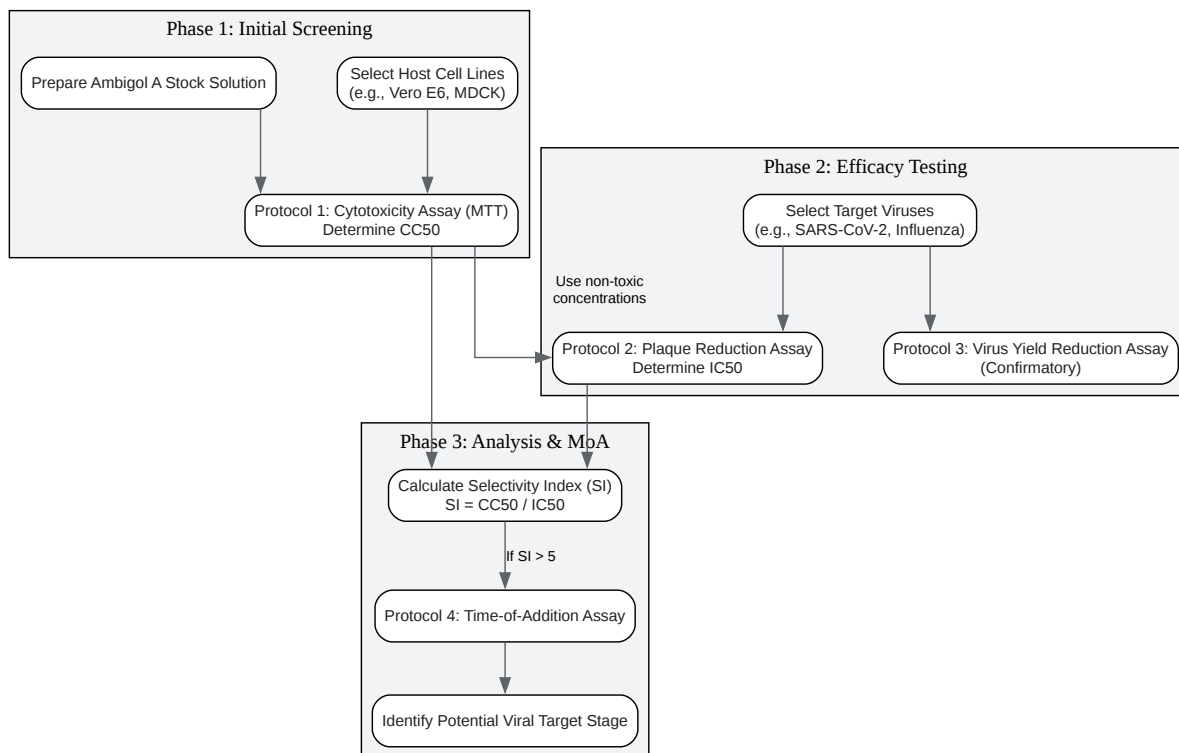 Phase 1: Initial Screening
Prepare Ambigol A Stock Solution
Select Host Cell Lines
(e.g., Vero E6, MDCK)
Protocol 1: Cytotoxicity Assay (MTT)
Determine CC50
Phase 2: Efficacy Testing
Select Target Viruses
(e.g., SARS-CoV-2, Influenza)
Use non-toxic
concentrations
Protocol 2: Plaque Reduction Assay
Determine IC50
Protocol 3: Virus Yield Reduction Assay
(Confirmatory)
Phase 3: Analysis & MoA
Calculate Selectivity Index (SI)
SI = CC50 / IC50
If SI > 5
Protocol 4: Time-of-Addition Assay
Identify Potential Viral Target Stage